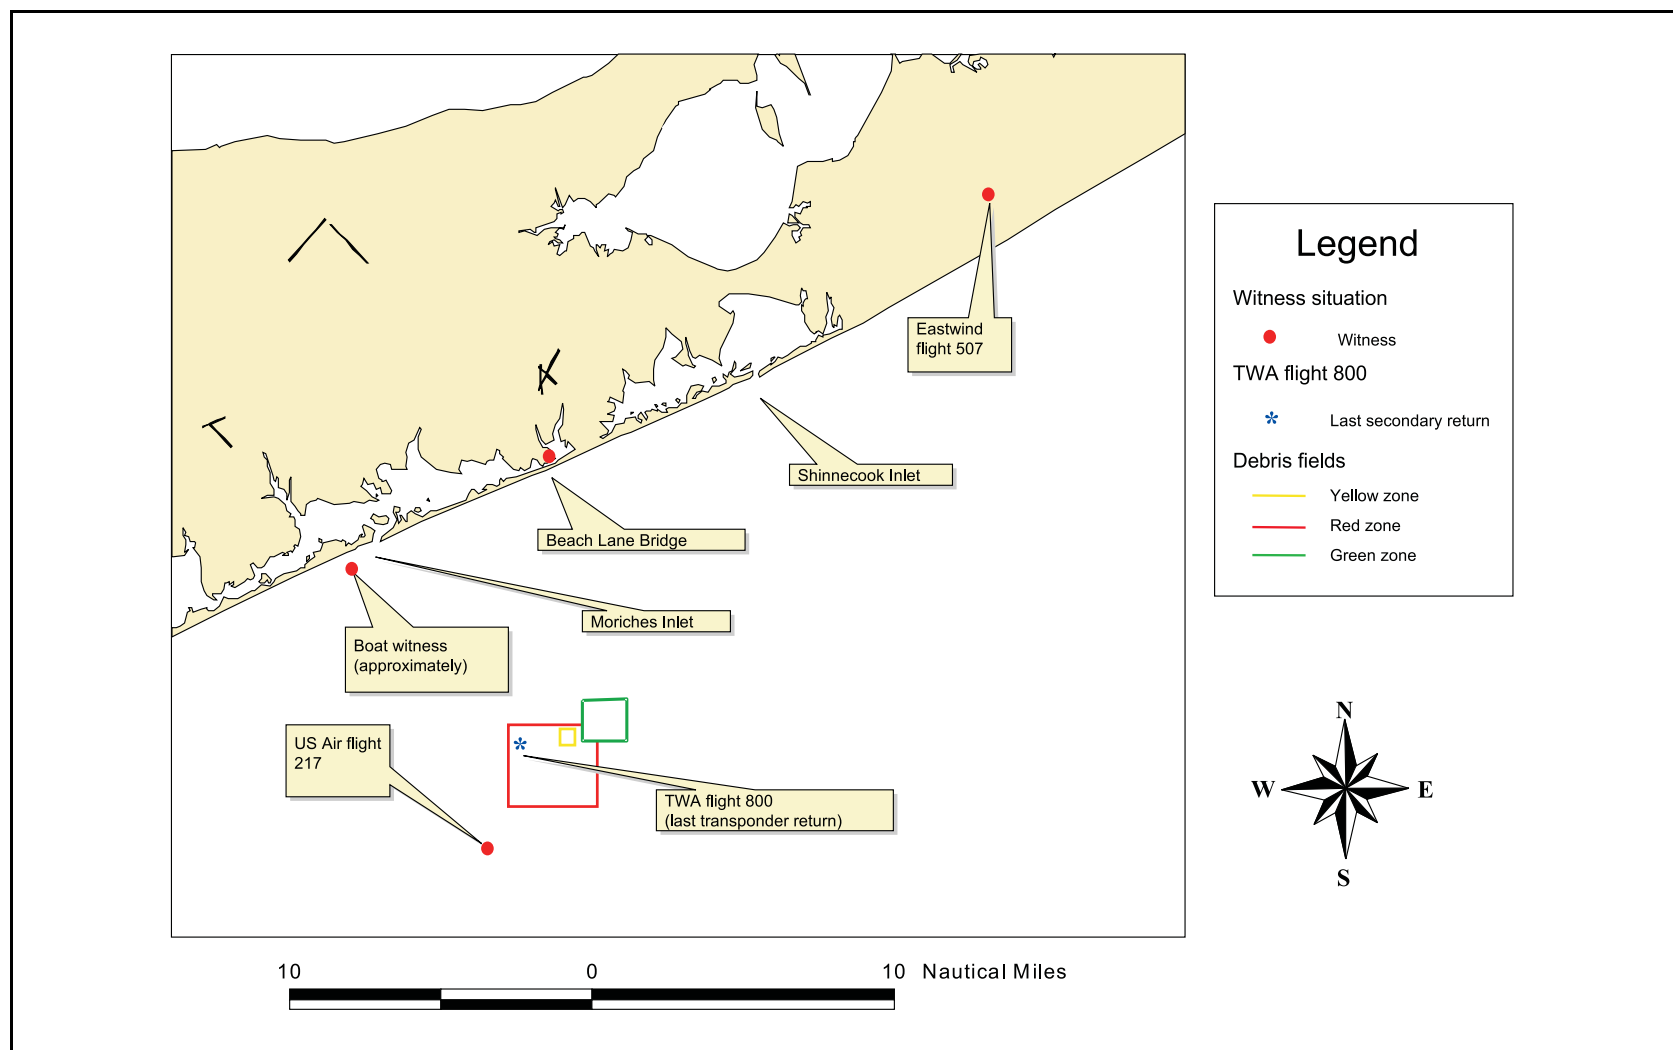 Eastwind
flight 507
Shinnecook Inlet
Beach Lane Bridge
Moriches Inlet
Boat witness
(approximately)
US Air flight
217
TWA flight 800
(last transponder return)
Legend
Witness situation
Witness
TWA flight 800
* Last secondary return
Debris fields
Yellow zone
Red zone
Green zone
N
W E
S
10 0 10 Nautical Miles